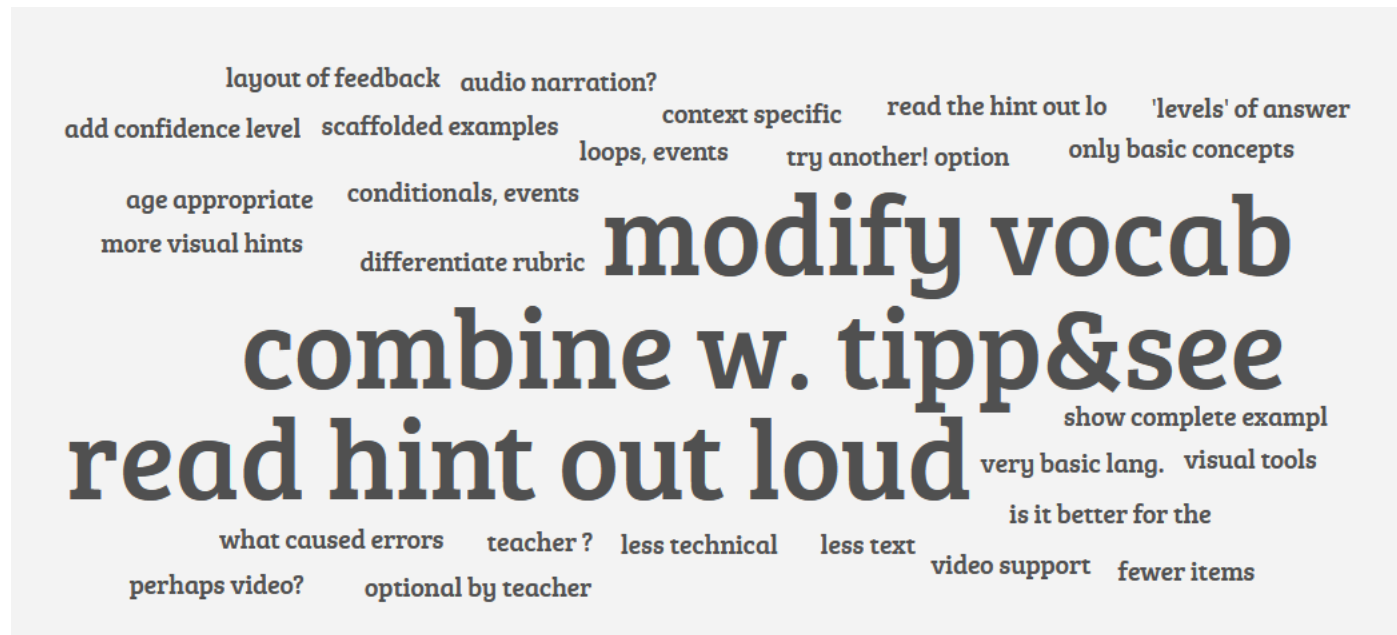 layout of feedback
audio narration?
context specific
read the hint out lo
'levels' of answer
add confidence level
scaffolded examples
loops, events
try another! option
only basic concepts
age appropriate
conditionals, events
more visual hints
differentiate rubric
modify vocab
combine w. tipp&see
read hint out loud
show complete exampl
very basic lang.
visual tools
is it better for the
what caused errors
teacher ?
less technical
less text
video support
fewer items
perhaps video?
optional by teacher